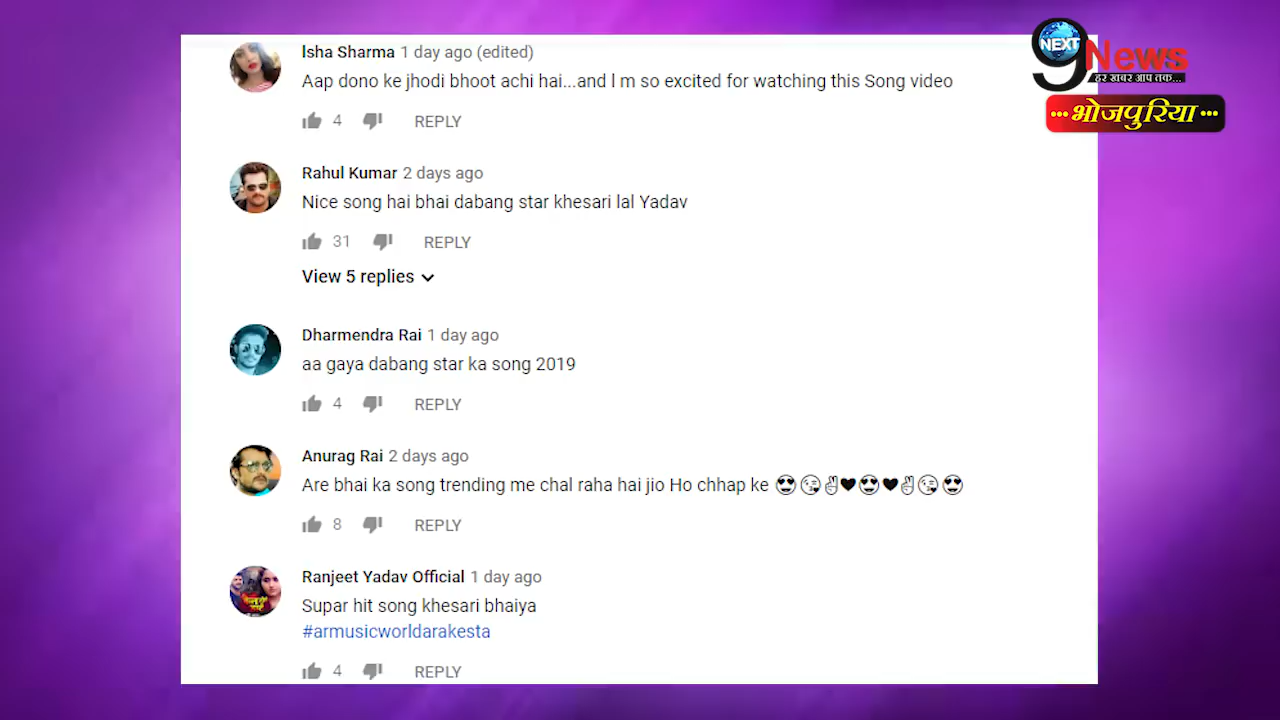 NEXT
9 News
हर खबर आप तक...
...भोजपुरिया...
Isha Sharma 1 day ago (edited)
Aap dono ke jhodi bhoot achi hai...and l m so excited for watching this Song video
4 REPLY
Rahul Kumar 2 days ago
Nice song hai bhai dabang star khesari lal Yadav
31 REPLY
View 5 replies
Dharmendra Rai 1 day ago
aa gaya dabang star ka song 2019
4 REPLY
Anurag Rai 2 days ago
Are bhai ka song trending me chal raha hai jio Ho chhap ke 😍😘✌♥😍♥✌😘😍
8 REPLY
Ranjeet Yadav Official 1 day ago
Supar hit song khesari bhaiya
#armusicworldarakesta
4 REPLY